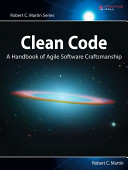 Robert C. Martin Series
Clean Code
A Handbook of Agile Software Craftsmanship
Robert C. Martin